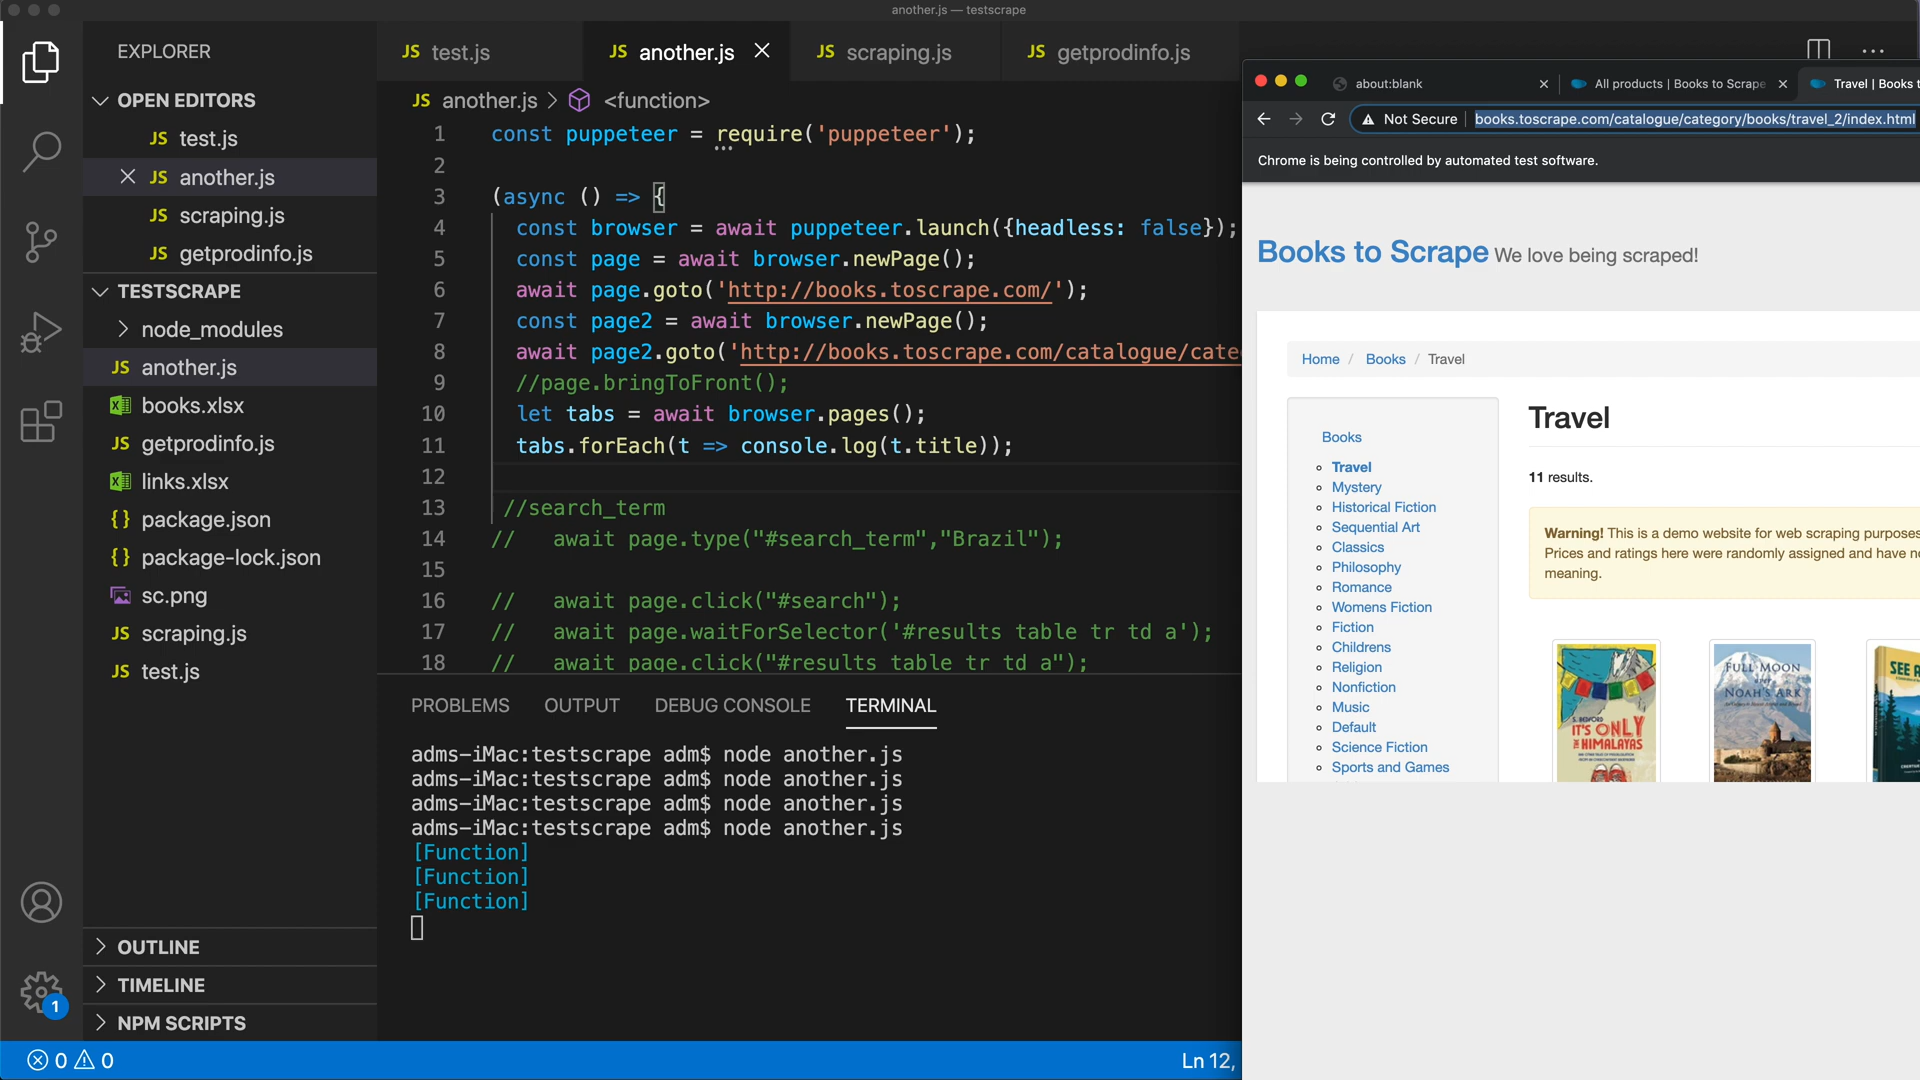 another.js — testscrape
EXPLORER
OPEN EDITORS
JS test.js
JS another.js
JS scraping.js
JS getprodinfo.js
TESTSCRAPE
node_modules
JS another.js
books.xlsx
JS getprodinfo.js
links.xlsx
{} package.json
{} package-lock.json
sc.png
JS scraping.js
JS test.js
OUTLINE
TIMELINE
NPM SCRIPTS
1
0 0
JS test.js
JS another.js
JS scraping.js
JS getprodinfo.js
JS another.js > <function>
1 const puppeteer = require('puppeteer');
2
3 (async () => {
4 const browser = await puppeteer.launch({headless: false});
5 const page = await browser.newPage();
6 await page.goto('http://books.toscrape.com/');
7 const page2 = await browser.newPage();
8 await page2.goto('http://books.toscrape.com/catalogue/cate
9 //page.bringToFront();
10 let tabs = await browser.pages();
11 tabs.forEach(t => console.log(t.title));
12
13 //search_term
14 // await page.type("#search_term","Brazil");
15
16 // await page.click("#search");
17 // await page.waitForSelector('#results table tr td a');
18 // await page.click("#results table tr td a");
PROBLEMS OUTPUT DEBUG CONSOLE TERMINAL
adms-iMac:testscrape adm$ node another.js
adms-iMac:testscrape adm$ node another.js
adms-iMac:testscrape adm$ node another.js
adms-iMac:testscrape adm$ node another.js
[Function]
[Function]
[Function]
Ln 12,
about:blank
All products | Books to Scrape
Travel | Books t
Not Secure books.toscrape.com/catalogue/category/books/travel_2/index.html
Chrome is being controlled by automated test software.
Books to Scrape We love being scraped!
Home / Books / Travel
Books
Travel
Mystery
Historical Fiction
Sequential Art
Classics
Philosophy
Romance
Womens Fiction
Fiction
Childrens
Religion
Nonfiction
Music
Default
Science Fiction
Sports and Games
Travel
11 results.
Warning! This is a demo website for web scraping purposes
Prices and ratings here were randomly assigned and have n
meaning.
S. BEDFORD
IT'S ONLY
THE HIMALAYAS
FULL MOON
OVER
NOAH'S ARK
SEE A